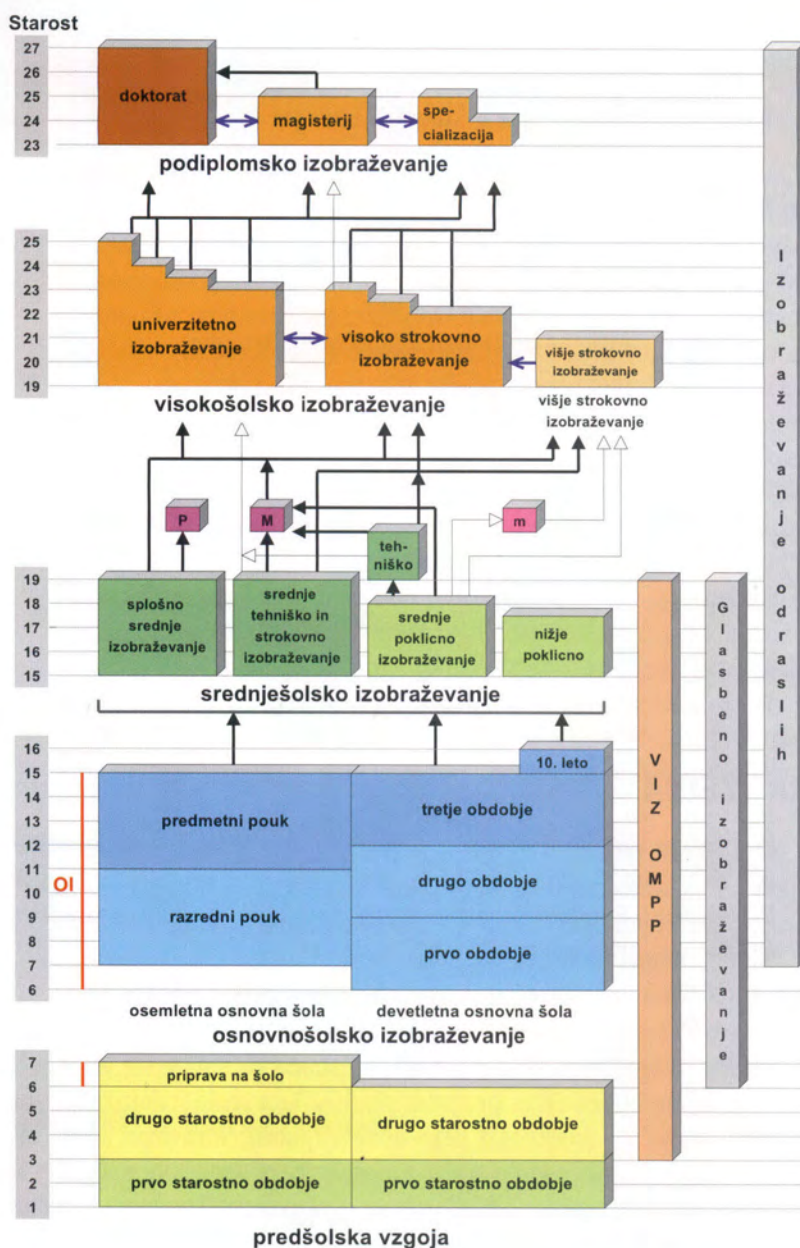 Starost
27
26
25
24
23
doktorat
magisterij
spe-
cializacija
podiplomsko izobraževanje
25
24
23
22
21
20
19
univerzitetno
izobraževanje
visoko strokovno
izobraževanje
višje strokovno
izobraževanje
visokošolsko izobraževanje
višje strokovno
izobraževanje
P
M
m
teh-
niško
19
18
17
16
15
splošno
srednje
izobraževanje
srednje
tehniško in
strokovno
izobraževanje
srednje
poklicno
izobraževanje
nižje
poklicno
srednješolsko izobraževanje
16
15
14
13
12
11
10
9
8
7
6
OI
10. leto
predmetni pouk
tretje obdobje
razredni pouk
drugo obdobje
prvo obdobje
osemletna osnovna šola
devetletna osnovna šola
osnovnošolsko izobraževanje
7
6
5
4
3
2
1
priprava na šolo
drugo starostno obdobje
drugo starostno obdobje
prvo starostno obdobje
prvo starostno obdobje
predšolska vzgoja
VIZ OMPP
Glasbeno izobraževanje
Izobraževanje odraslih